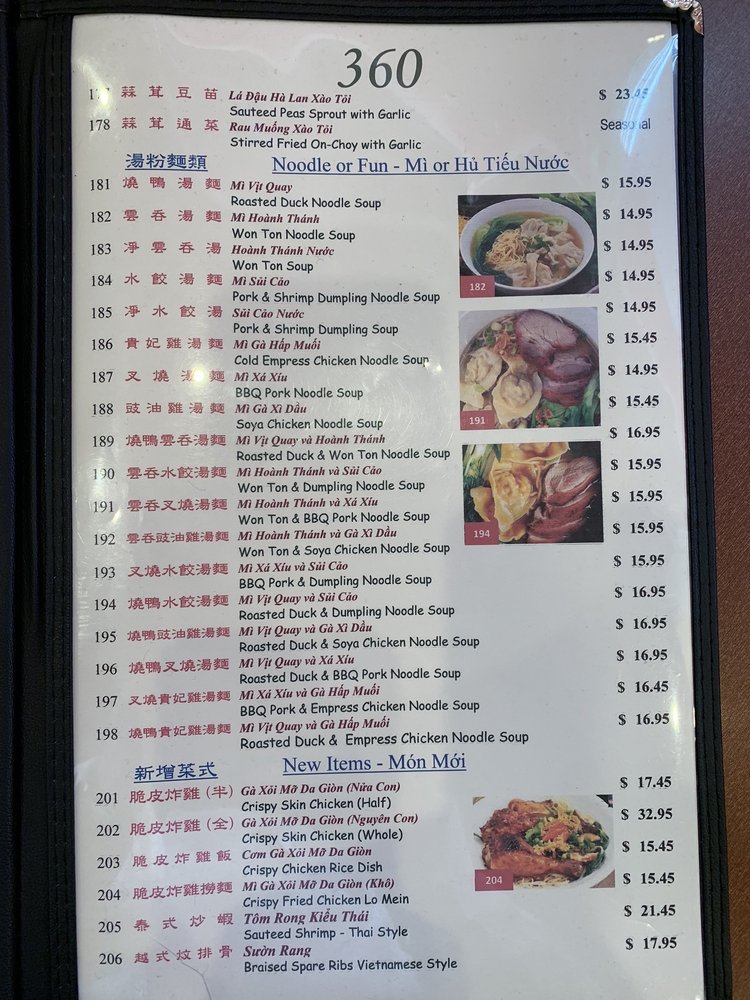 360
蒜茸豆苗 Lá Đậu Hà Lan Xào Tỏi $ 23.45
Sauteed Peas Sprout with Garlic
178 蒜茸通菜 Rau Muống Xào Tỏi Seasonal
Stirred Fried On-Choy with Garlic
湯粉麵類 Noodle or Fun - Mì or Hủ Tiếu Nước
181 燒鴨湯麵 Mì Vịt Quay $ 15.95
Roasted Duck Noodle Soup
182 雲吞湯麵 Mì Hoành Thánh $ 14.95
Won Ton Noodle Soup
183 淨雲吞湯 Hoành Thánh Nước $ 14.95
Won Ton Soup
184 水餃湯麵 Mì Sủi Cảo $ 14.95
Pork & Shrimp Dumpling Noodle Soup
185 淨水餃湯 Sủi Cảo Nước $ 14.95
Pork & Shrimp Dumpling Soup
186 貴妃雞湯麵 Mì Gà Hấp Muối $ 15.45
Cold Empress Chicken Noodle Soup
187 叉燒湯麵 Mì Xá Xíu $ 14.95
BBQ Pork Noodle Soup
188 豉油雞湯麵 Mì Gà Xì Dầu $ 15.45
Soya Chicken Noodle Soup
189 燒鴨雲吞湯麵 Mì Vịt Quay và Hoành Thánh $ 16.95
Roasted Duck & Won Ton Noodle Soup
190 雲吞水餃湯麵 Mì Hoành Thánh và Sủi Cảo $ 15.95
Won Ton & Dumpling Noodle Soup
191 雲吞叉燒湯麵 Mì Hoành Thánh và Xá Xíu $ 15.95
Won Ton & BBQ Pork Noodle Soup
192 雲吞豉油雞湯麵 Mì Hoành Thánh và Gà Xì Dầu $ 15.95
Won Ton & Soya Chicken Noodle Soup
193 叉燒水餃湯麵 Mì Xá Xíu và Sủi Cảo $ 15.95
BBQ Pork & Dumpling Noodle Soup
194 燒鴨水餃湯麵 Mì Vịt Quay và Sủi Cảo $ 16.95
Roasted Duck & Dumpling Noodle Soup
195 燒鴨豉油雞湯麵 Mì Vịt Quay và Gà Xì Dầu $ 16.95
Roasted Duck & Soya Chicken Noodle Soup
196 燒鴨叉燒湯麵 Mì Vịt Quay và Xá Xíu $ 16.95
Roasted Duck & BBQ Pork Noodle Soup
197 叉燒貴妃雞湯麵 Mì Xá Xíu và Gà Hấp Muối $ 16.45
BBQ Pork & Empress Chicken Noodle Soup
198 燒鴨貴妃雞湯麵 Mì Vịt Quay và Gà Hấp Muối $ 16.95
Roasted Duck & Empress Chicken Noodle Soup
182
191
194
新增菜式 New Items - Món Mới
201 脆皮炸雞 (半) Gà Xối Mỡ Da Giòn (Nửa Con) $ 17.45
Crispy Skin Chicken (Half)
202 脆皮炸雞 (全) Gà Xối Mỡ Da Giòn (Nguyên Con) $ 32.95
Crispy Skin Chicken (Whole)
203 脆皮炸雞飯 Cơm Gà Xối Mỡ Da Giòn $ 15.45
Crispy Chicken Rice Dish
204 脆皮炸雞撈麵 Mì Gà Xối Mỡ Da Giòn (Khô) $ 15.45
Crispy Fried Chicken Lo Mein
205 泰式炒蝦 Tôm Rong Kiểu Thái $ 21.45
Sauteed Shrimp - Thai Style
206 越式炆排骨 Sườn Rang $ 17.95
Braised Spare Ribs Vietnamese Style
204